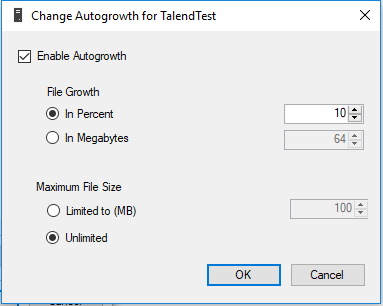 Change Autogrowth for TalendTest
Enable Autogrowth
File Growth
In Percent 10
In Megabytes 64
Maximum File Size
Limited to (MB) 100
Unlimited
OK Cancel